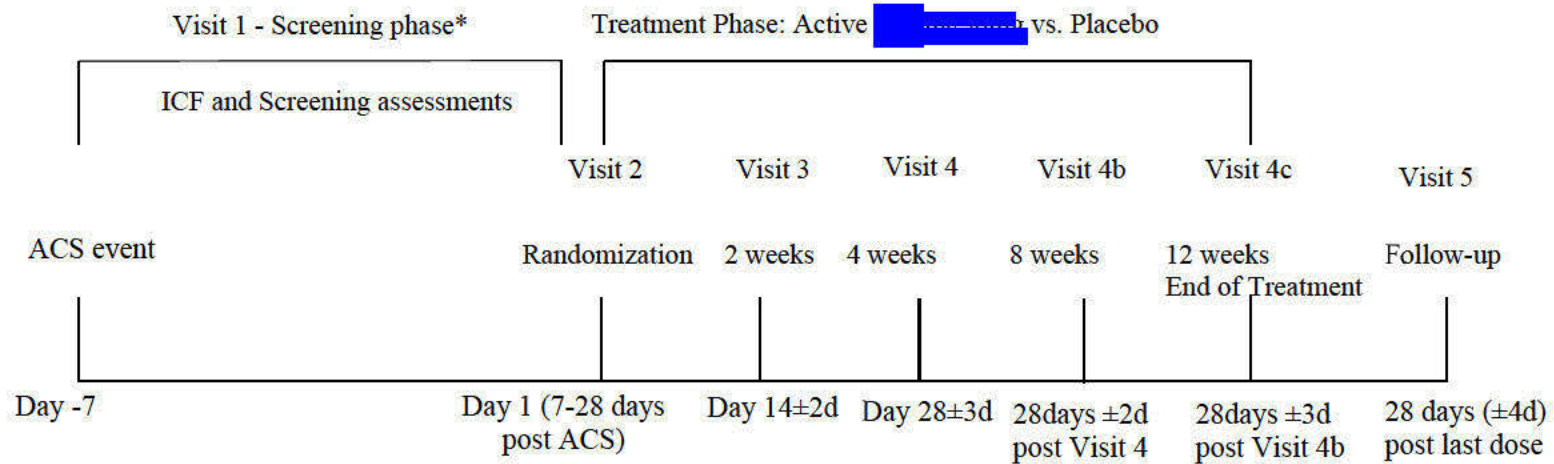 Visit 1 - Screening phase*
Treatment Phase: Active vs. Placebo
ICF and Screening assessments
Visit 2
Visit 3
Visit 4
Visit 4b
Visit 4c
Visit 5
ACS event
Randomization
2 weeks
4 weeks
8 weeks
12 weeks
End of Treatment
Follow-up
Day -7
Day 1 (7-28 days
post ACS)
Day 14±2d
Day 28±3d
28days ±2d
post Visit 4
28days ±3d
post Visit 4b
28 days (±4d)
post last dose